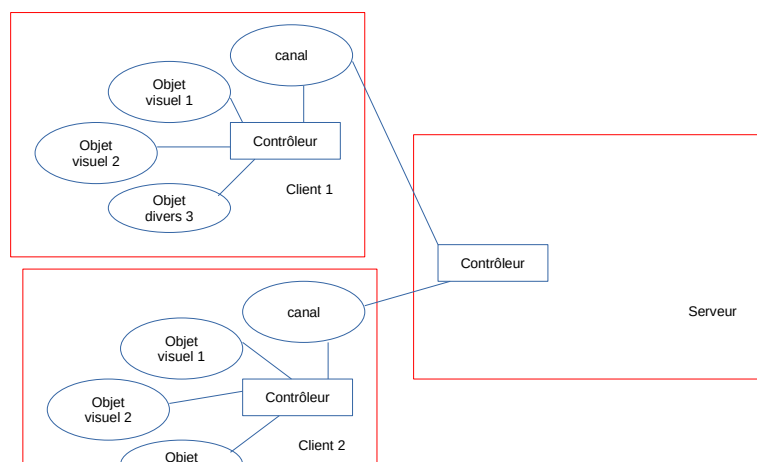 canal
Objet
visuel 1
Contrôleur
Objet
visuel 2
Client 1
Objet
divers 3
Contrôleur
Serveur
canal
Objet
visuel 1
Contrôleur
Objet
visuel 2
Client 2
Objet